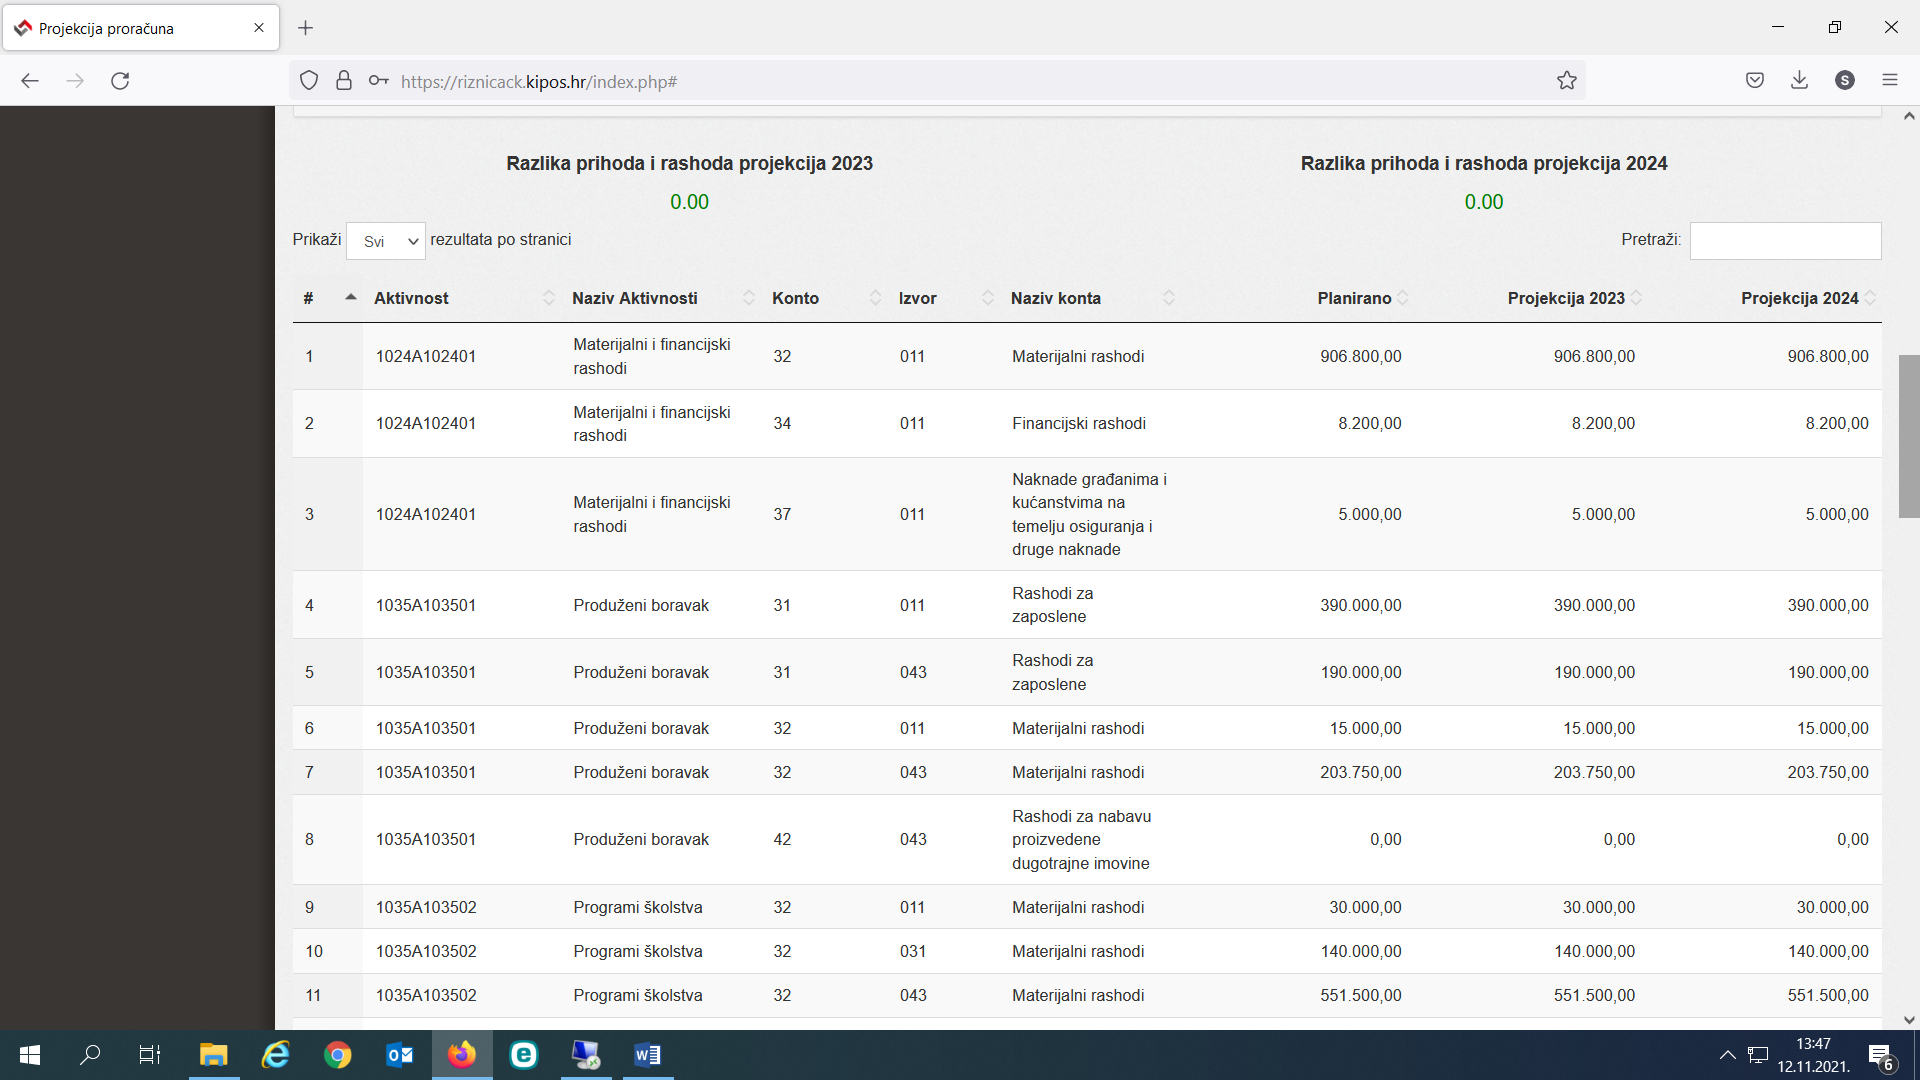 Projekcija proračuna
https://riznicack.kipos.hr/index.php#
S
Razlika prihoda i rashoda projekcija 2023
Razlika prihoda i rashoda projekcija 2024
0.00
0.00
Prikaži Svi rezultata po stranici
Pretraži:
# Aktivnost Naziv Aktivnosti Konto Izvor Naziv konta Planirano Projekcija 2023 Projekcija 2024
1 1024A102401 Materijalni i financijski rashodi 32 011 Materijalni rashodi 906.800,00 906.800,00 906.800,00
2 1024A102401 Materijalni i financijski rashodi 34 011 Financijski rashodi 8.200,00 8.200,00 8.200,00
3 1024A102401 Materijalni i financijski rashodi 37 011 Naknade građanima i kućanstvima na temelju osiguranja i druge naknade 5.000,00 5.000,00 5.000,00
4 1035A103501 Produženi boravak 31 011 Rashodi za zaposlene 390.000,00 390.000,00 390.000,00
5 1035A103501 Produženi boravak 31 043 Rashodi za zaposlene 190.000,00 190.000,00 190.000,00
6 1035A103501 Produženi boravak 32 011 Materijalni rashodi 15.000,00 15.000,00 15.000,00
7 1035A103501 Produženi boravak 32 043 Materijalni rashodi 203.750,00 203.750,00 203.750,00
8 1035A103501 Produženi boravak 42 043 Rashodi za nabavu proizvedene dugotrajne imovine 0,00 0,00 0,00
9 1035A103502 Programi školstva 32 011 Materijalni rashodi 30.000,00 30.000,00 30.000,00
10 1035A103502 Programi školstva 32 031 Materijalni rashodi 140.000,00 140.000,00 140.000,00
11 1035A103502 Programi školstva 32 043 Materijalni rashodi 551.500,00 551.500,00 551.500,00
13:47
12.11.2021.
6